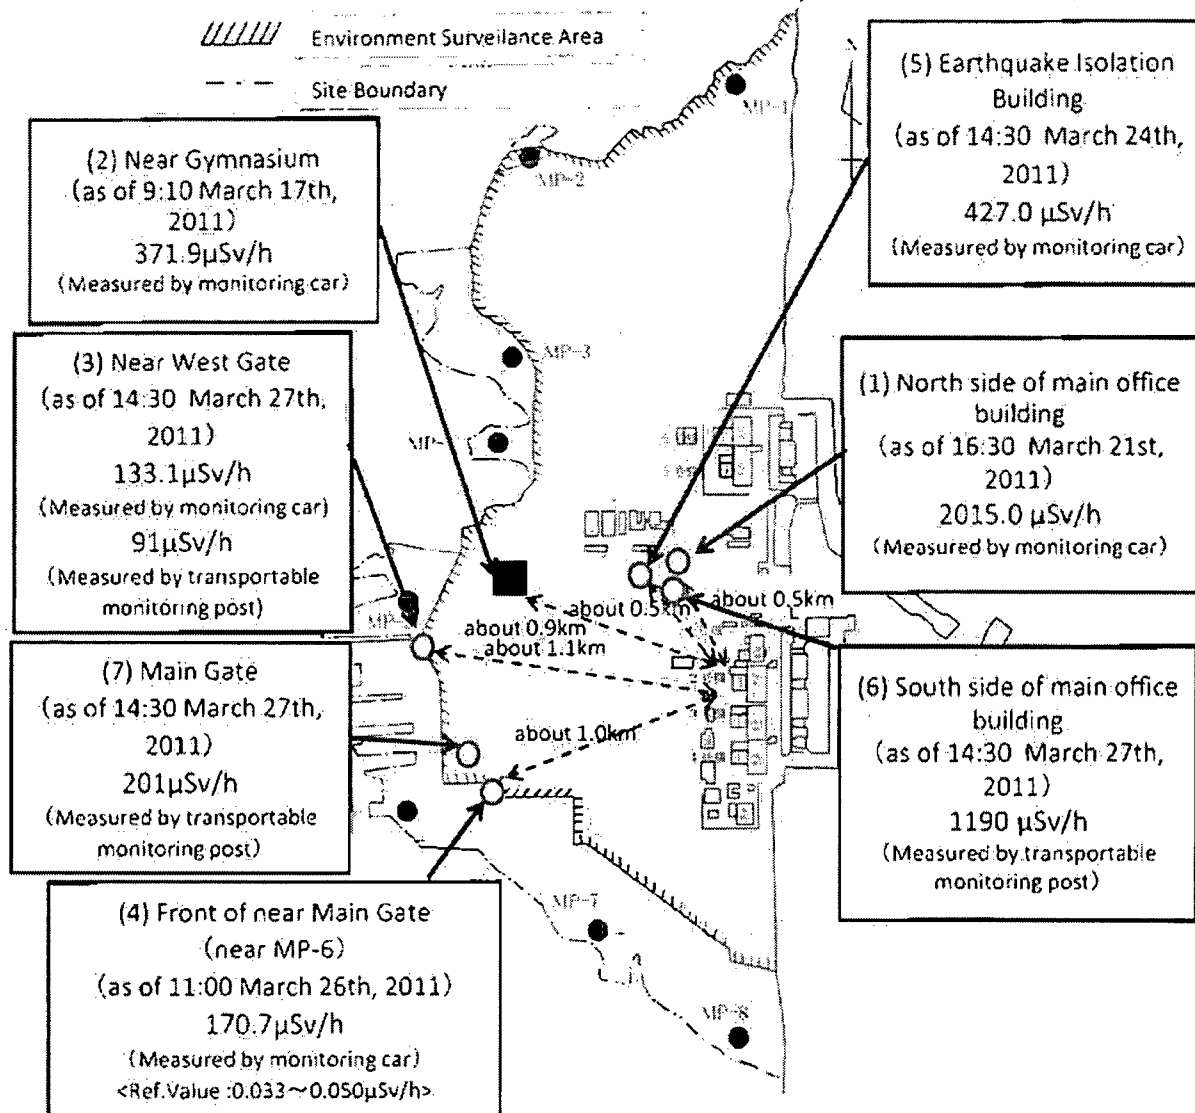 Environment Surveilance Area
Site Boundary
(5) Earthquake Isolation
Building
(as of 14:30 March 24th,
2011)
427.0 μSv/h
(Measured by monitoring car)
MP-1
(2) Near Gymnasium
(as of 9:10 March 17th,
2011)
371.9μSv/h
(Measured by monitoring car)
MP-2
(3) Near West Gate
(as of 14:30 March 27th,
2011)
133.1μSv/h
(Measured by monitoring car)
91μSv/h
(Measured by transportable
monitoring post)
MP-3
MP-
(1) North side of main office
building
(as of 16:30 March 21st,
2011)
2015.0 μSv/h
(Measured by monitoring car)
MP-
about 0.5km
about 0.5km
about 0.9km
about 1.1km
about 1.0km
(7) Main Gate
(as of 14:30 March 27th,
2011)
201μSv/h
(Measured by transportable
monitoring post)
(6) South side of main office
building
(as of 14:30 March 27th,
2011)
1190 μSv/h
(Measured by transportable
monitoring post)
(4) Front of near Main Gate
(near MP-6)
(as of 11:00 March 26th, 2011)
170.7μSv/h
(Measured by monitoring car)
<Ref.Value :0.033~0.050μSv/h>
MP-7
MP-8